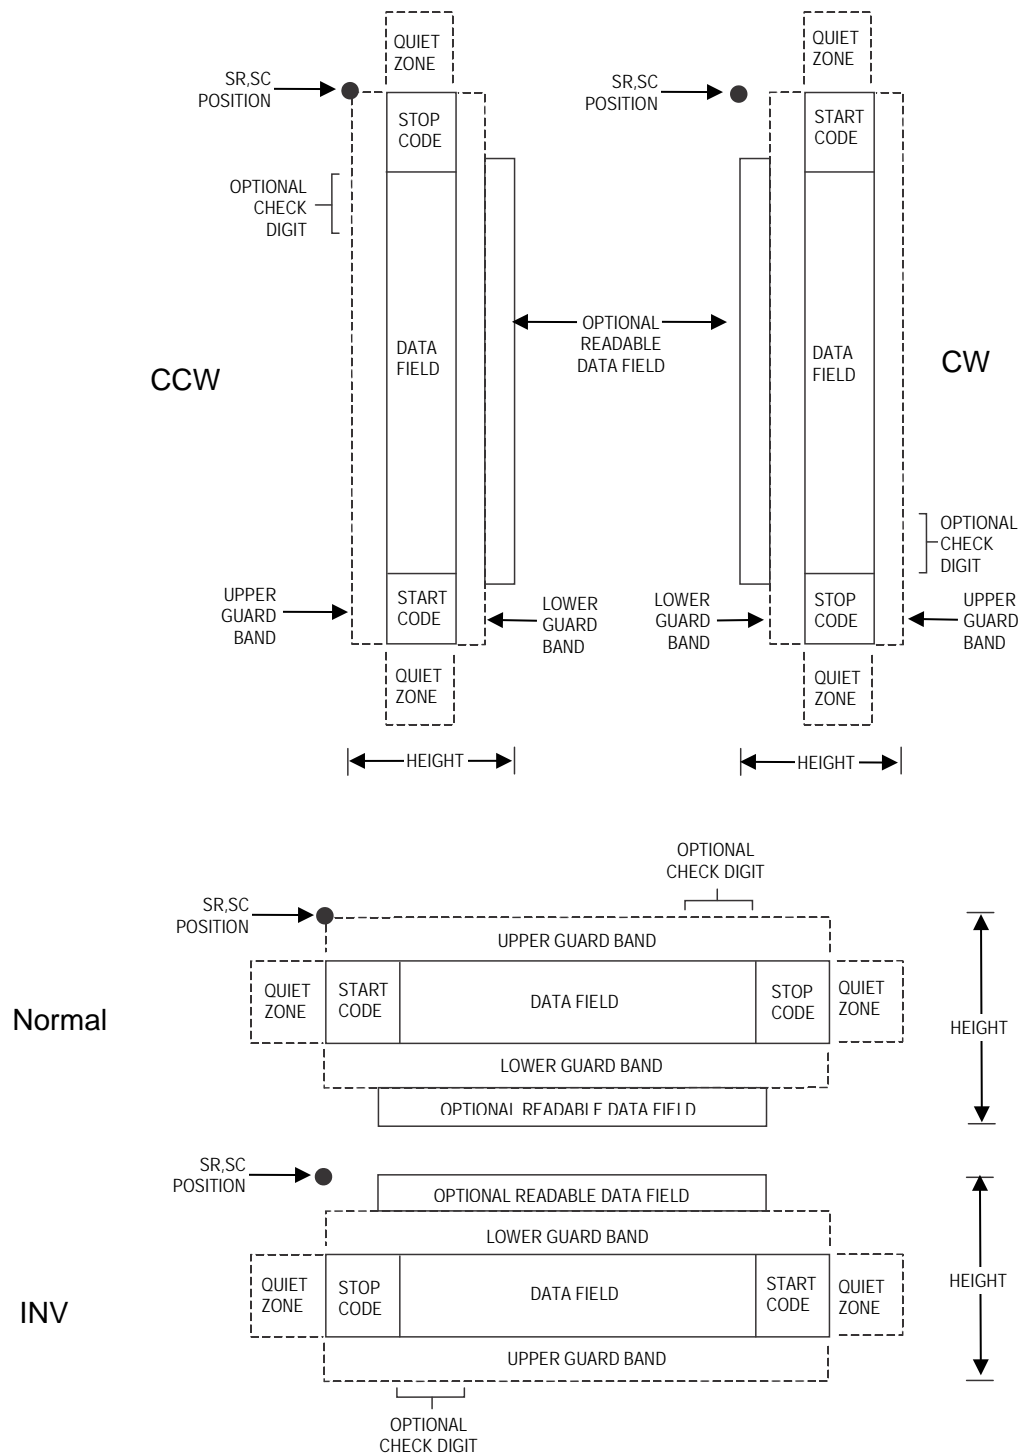 QUIET
ZONE
SR,SC
POSITION
STOP
CODE
OPTIONAL
CHECK
DIGIT
DATA
FIELD
CCW
UPPER
GUARD
BAND
START
CODE
LOWER
GUARD
BAND
QUIET
ZONE
HEIGHT
OPTIONAL
READABLE
DATA FIELD
QUIET
ZONE
SR,SC
POSITION
START
CODE
DATA
FIELD
CW
OPTIONAL
CHECK
DIGIT
LOWER
GUARD
BAND
STOP
CODE
UPPER
GUARD
BAND
QUIET
ZONE
HEIGHT
OPTIONAL
CHECK DIGIT
SR,SC
POSITION
UPPER GUARD BAND
Normal
QUIET
ZONE
START
CODE
DATA FIELD
STOP
CODE
QUIET
ZONE
HEIGHT
LOWER GUARD BAND
OPTIONAL READABLE DATA FIELD
SR,SC
POSITION
OPTIONAL READABLE DATA FIELD
LOWER GUARD BAND
INV
QUIET
ZONE
STOP
CODE
DATA FIELD
START
CODE
QUIET
ZONE
HEIGHT
UPPER GUARD BAND
OPTIONAL
CHECK DIGIT